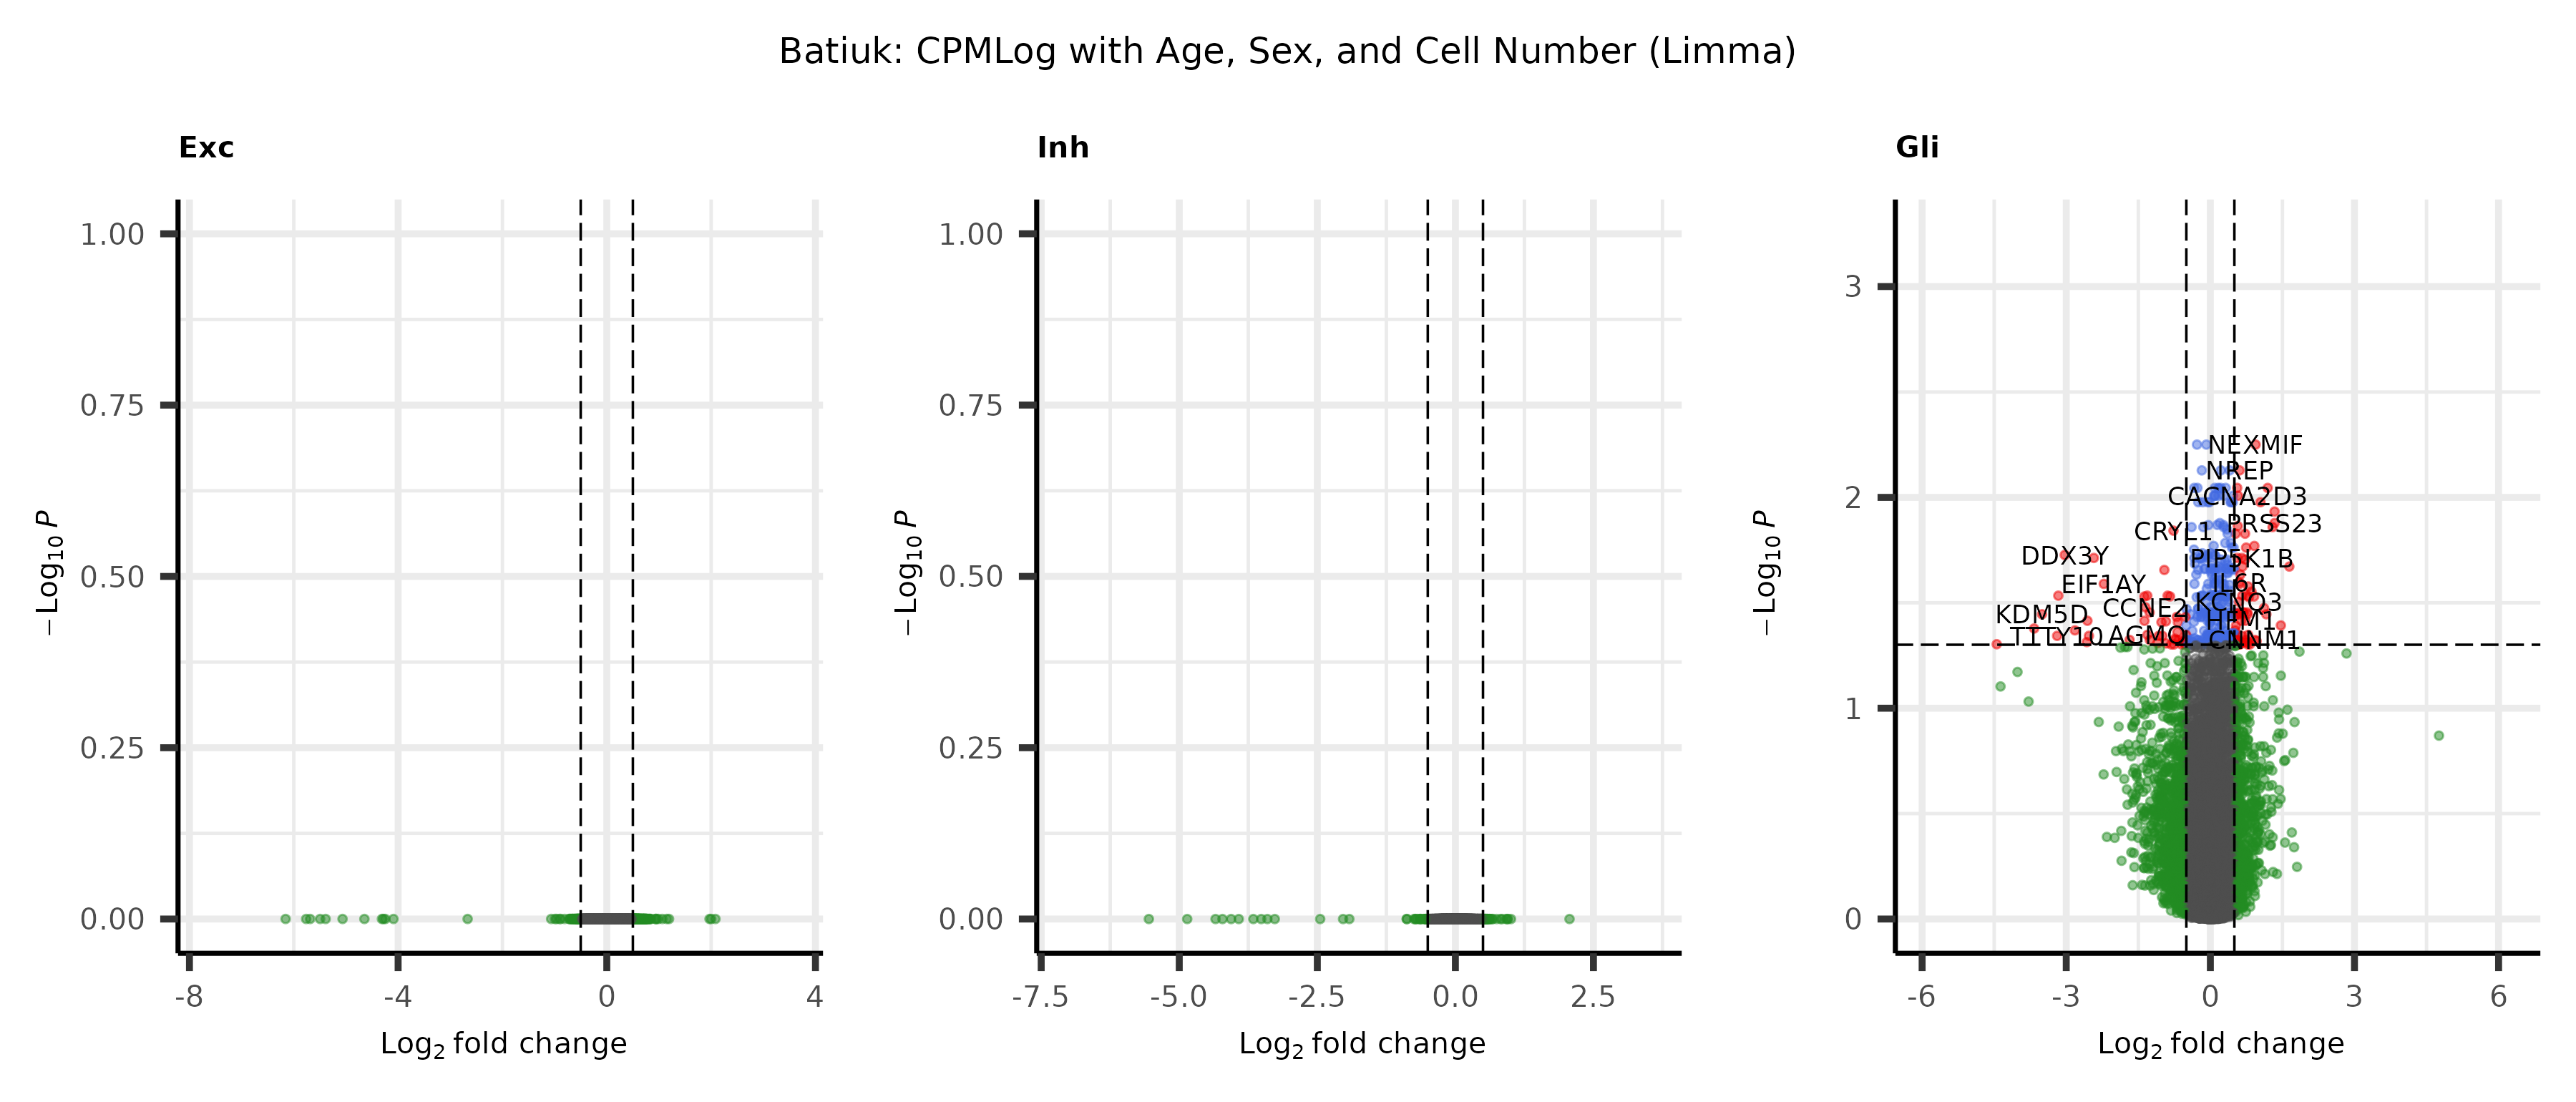 Batiuk: CPMLog with Age, Sex, and Cell Number (Limma)
Exc
1.00
0.75
0.50
0.25
0.00
−Log10 P
-8 -4 0 4
Log2 fold change
Inh
1.00
0.75
0.50
0.25
0.00
−Log10 P
-7.5 -5.0 -2.5 0.0 2.5
Log2 fold change
Gli
3
2
1
0
−Log10 P
NEXMIF
NREP
CACNA2D3
PRSS23
CRYL1
DDX3Y
PIP5K1B
EIF1AY
IL6R
KCNQ3
CCNE2
KDM5D
HFM1
TTTY10
AGMO
CNNM1
-6 -3 0 3 6
Log2 fold change